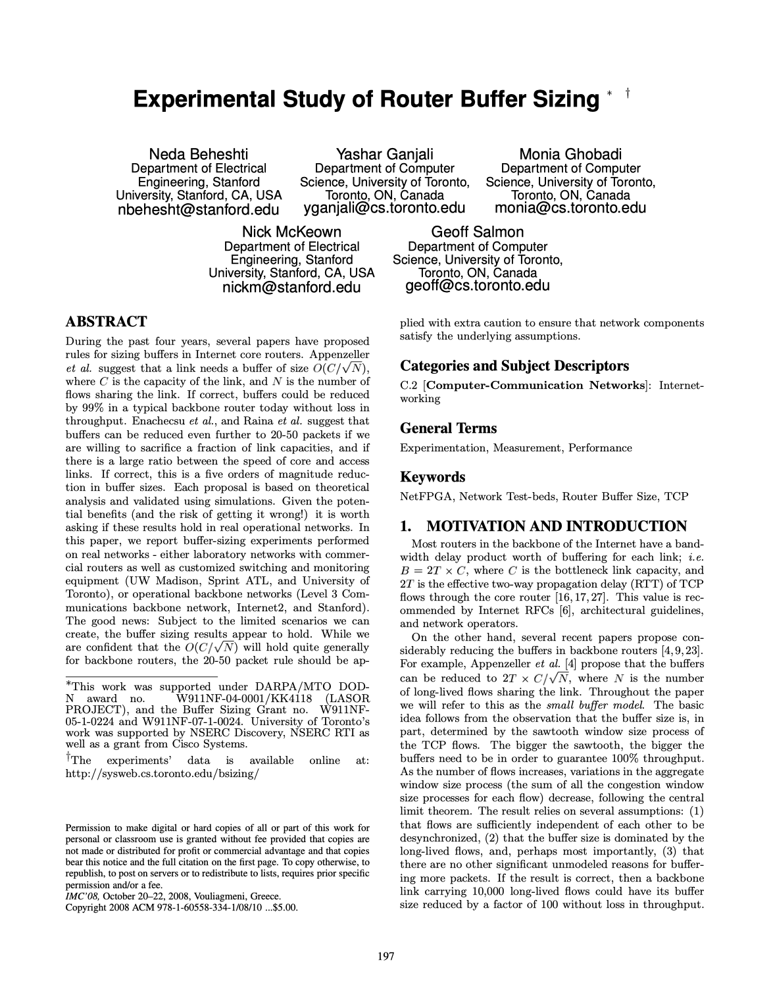 Experimental Study of Router Buffer Sizing * †
Neda Beheshti
Department of Electrical
Engineering, Stanford
University, Stanford, CA, USA
nbehesht@stanford.edu
Yashar Ganjali
Department of Computer
Science, University of Toronto,
Toronto, ON, Canada
yganjali@cs.toronto.edu
Monia Ghobadi
Department of Computer
Science, University of Toronto,
Toronto, ON, Canada
monia@cs.toronto.edu
Nick McKeown
Department of Electrical
Engineering, Stanford
University, Stanford, CA, USA
nickm@stanford.edu
Geoff Salmon
Department of Computer
Science, University of Toronto,
Toronto, ON, Canada
geoff@cs.toronto.edu
ABSTRACT
During the past four years, several papers have proposed
rules for sizing buffers in Internet core routers. Appenzeller
et al. suggest that a link needs a buffer of size O(C/√N),
where C is the capacity of the link, and N is the number of
flows sharing the link. If correct, buffers could be reduced
by 99% in a typical backbone router today without loss in
throughput. Enachecsu et al., and Raina et al. suggest that
buffers can be reduced even further to 20-50 packets if we
are willing to sacrifice a fraction of link capacities, and if
there is a large ratio between the speed of core and access
links. If correct, this is a five orders of magnitude reduc-
tion in buffer sizes. Each proposal is based on theoretical
analysis and validated using simulations. Given the poten-
tial benefits (and the risk of getting it wrong!) it is worth
asking if these results hold in real operational networks. In
this paper, we report buffer-sizing experiments performed
on real networks - either laboratory networks with commer-
cial routers as well as customized switching and monitoring
equipment (UW Madison, Sprint ATL, and University of
Toronto), or operational backbone networks (Level 3 Com-
munications backbone network, Internet2, and Stanford).
The good news: Subject to the limited scenarios we can
create, the buffer sizing results appear to hold. While we
are confident that the O(C/√N) will hold quite generally
for backbone routers, the 20-50 packet rule should be ap-
*This work was supported under DARPA/MTO DOD-
N award no. W911NF-04-0001/KK4118 (LASOR
PROJECT), and the Buffer Sizing Grant no. W911NF-
05-1-0224 and W911NF-07-1-0024. University of Toronto's
work was supported by NSERC Discovery, NSERC RTI as
well as a grant from Cisco Systems.
†The experiments' data is available online at:
http://sysweb.cs.toronto.edu/bsizing/
Permission to make digital or hard copies of all or part of this work for
personal or classroom use is granted without fee provided that copies are
not made or distributed for profit or commercial advantage and that copies
bear this notice and the full citation on the first page. To copy otherwise, to
republish, to post on servers or to redistribute to lists, requires prior specific
permission and/or a fee.
IMC'08, October 20–22, 2008, Vouliagmeni, Greece.
Copyright 2008 ACM 978-1-60558-334-1/08/10 ...$5.00.
plied with extra caution to ensure that network components
satisfy the underlying assumptions.
Categories and Subject Descriptors
C.2 [Computer-Communication Networks]: Internet-
working
General Terms
Experimentation, Measurement, Performance
Keywords
NetFPGA, Network Test-beds, Router Buffer Size, TCP
1. MOTIVATION AND INTRODUCTION
Most routers in the backbone of the Internet have a band-
width delay product worth of buffering for each link; i.e.
B = 2T × C, where C is the bottleneck link capacity, and
2T is the effective two-way propagation delay (RTT) of TCP
flows through the core router [16,17,27]. This value is rec-
ommended by Internet RFCs [6], architectural guidelines,
and network operators.
On the other hand, several recent papers propose con-
siderably reducing the buffers in backbone routers [4,9,23].
For example, Appenzeller et al. [4] propose that the buffers
can be reduced to 2T × C/√N, where N is the number
of long-lived flows sharing the link. Throughout the paper
we will refer to this as the small buffer model. The basic
idea follows from the observation that the buffer size is, in
part, determined by the sawtooth window size process of
the TCP flows. The bigger the sawtooth, the bigger the
buffers need to be in order to guarantee 100% throughput.
As the number of flows increases, variations in the aggregate
window size process (the sum of all the congestion window
size processes for each flow) decrease, following the central
limit theorem. The result relies on several assumptions: (1)
that flows are sufficiently independent of each other to be
desynchronized, (2) that the buffer size is dominated by the
long-lived flows, and, perhaps most importantly, (3) that
there are no other significant unmodeled reasons for buffer-
ing more packets. If the result is correct, then a backbone
link carrying 10,000 long-lived flows could have its buffer
size reduced by a factor of 100 without loss in throughput.
197